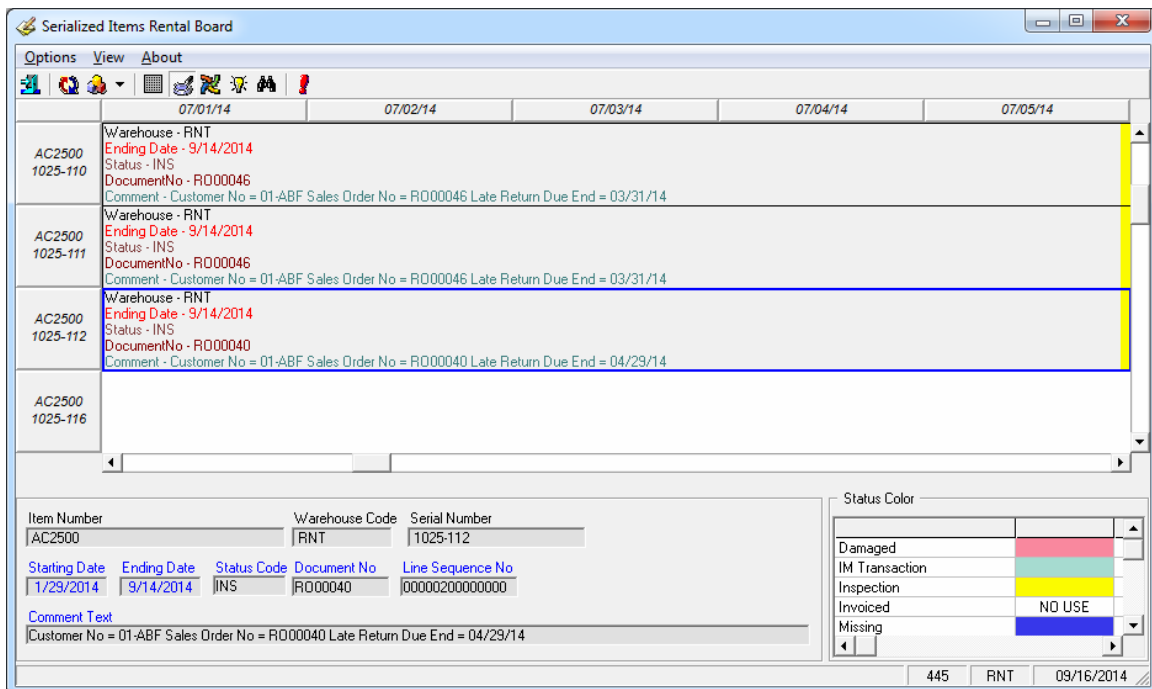 Serialized Items Rental Board
Options View About
07/01/14 07/02/14 07/03/14 07/04/14 07/05/14
AC2500
1025-110
Warehouse - RNT
Ending Date - 9/14/2014
Status - INS
DocumentNo - RO00046
Comment - Customer No = 01-ABF Sales Order No = RO00046 Late Return Due End = 03/31/14
AC2500
1025-111
Warehouse - RNT
Ending Date - 9/14/2014
Status - INS
DocumentNo - RO00046
Comment - Customer No = 01-ABF Sales Order No = RO00046 Late Return Due End = 03/31/14
AC2500
1025-112
Warehouse - RNT
Ending Date - 9/14/2014
Status - INS
DocumentNo - RO00040
Comment - Customer No = 01-ABF Sales Order No = RO00040 Late Return Due End = 04/29/14
AC2500
1025-116
Item Number Warehouse Code Serial Number
AC2500 RNT 1025-112
Starting Date Ending Date Status Code Document No Line Sequence No
1/29/2014 9/14/2014 INS RO00040 00000200000000
Comment Text
Customer No = 01-ABF Sales Order No = RO00040 Late Return Due End = 04/29/14
Status Color
Damaged
IM Transaction
Inspection
Invoiced NO USE
Missing
445 RNT 09/16/2014